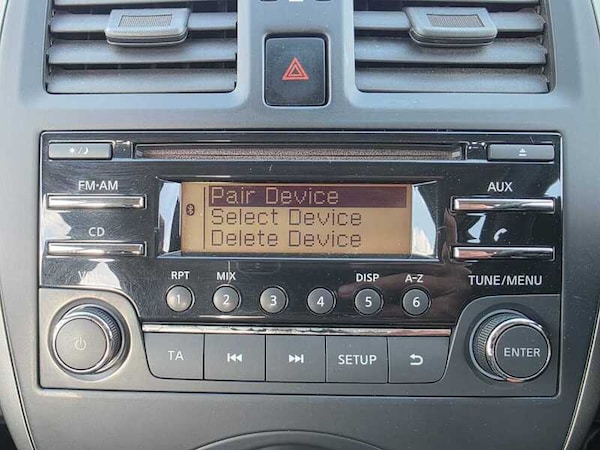 FM·AM
AUX
Pair Device
Select Device
Delete Device
CD
VOL
RPT MIX DISP A–Z
TUNE/MENU
1 2 3 4 5 6
TA SETUP ENTER